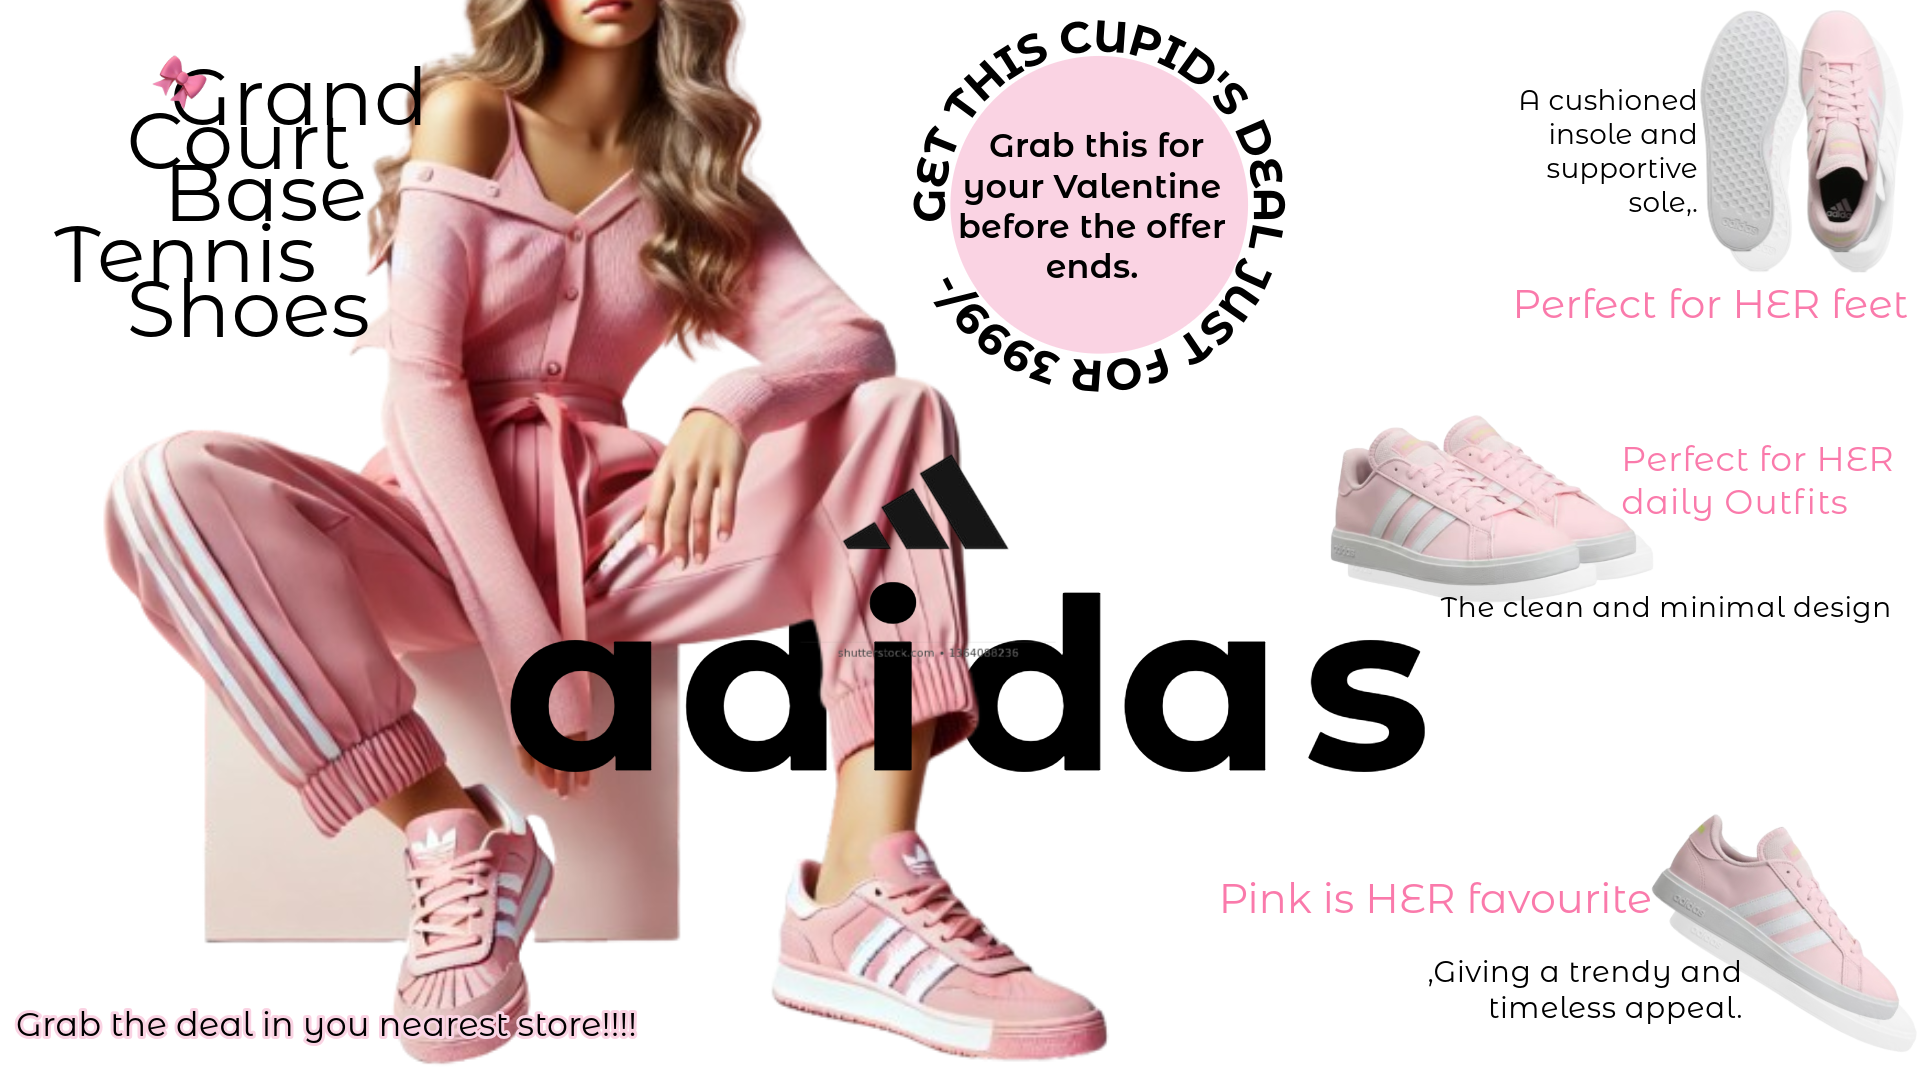 Grand
Court
Base
Tennis
Shoes
GET THIS CUPID'S DEAL JUST FOR 3999/-
Grab this for
your Valentine
before the offer
ends.
A cushioned
insole and
supportive
sole,.
Perfect for HER feet
Perfect for HER
daily Outfits
The clean and minimal design
adidas
shutterstock.com • 1364088236
Pink is HER favourite
,Giving a trendy and
timeless appeal.
Grab the deal in you nearest store!!!!